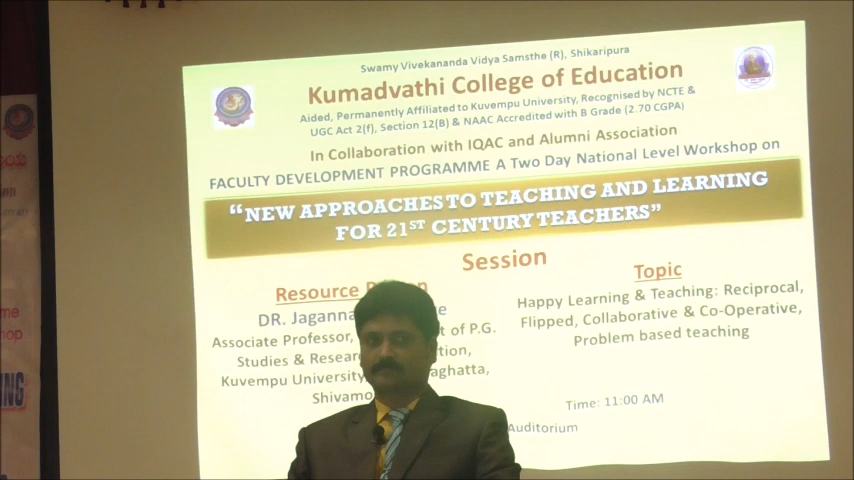 Swamy Vivekananda Vidya Samsthe (R), Shikaripura
Kumadvathi College of Education
Aided, Permanently Affiliated to Kuvempu University, Recognised by NCTE &
UGC Act 2(f), Section 12(B) & NAAC Accredited with B Grade (2.70 CGPA)
In Collaboration with IQAC and Alumni Association
FACULTY DEVELOPMENT PROGRAMME A Two Day National Level Workshop on
“NEW APPROACHES TO TEACHING AND LEARNING
FOR 21ST CENTURY TEACHERS”
Session
Resource
DR.
Associate Professor, of P.G.
Studies &
Kuvempu University
Topic
Happy Learning & Teaching: Reciprocal,
Flipped, Collaborative & Co-Operative,
Problem based teaching
Time: 11:00 AM
Auditorium